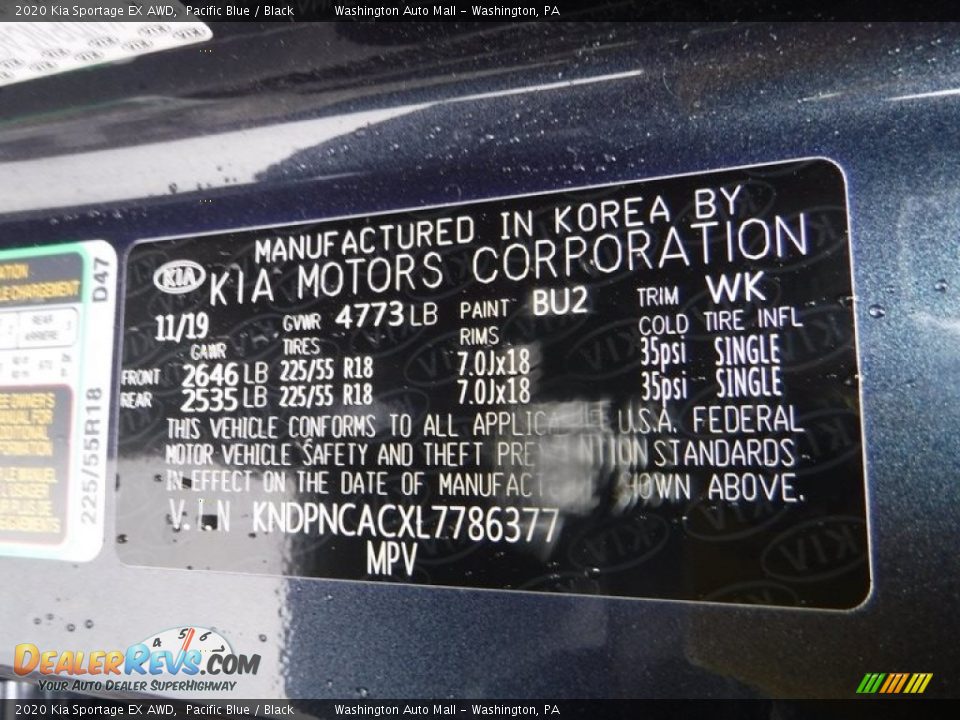 2020 Kia Sportage EX AWD, Pacific Blue / Black Washington Auto Mall - Washington, PA
MANUFACTURED IN KOREA BY
KIA KIA MOTORS CORPORATION
11/19 GVWR 4773 LB PAINT BU2 TRIM WK
GAWR TIRES RIMS COLD TIRE INFL
FRONT 2646 LB 225/55 R18 7.0Jx18 35psi SINGLE
REAR 2535 LB 225/55 R18 7.0Jx18 35psi SINGLE
THIS VEHICLE CONFORMS TO ALL U.S.A. FEDERAL
MOTOR VEHICLE SAFETY AND THEFT STANDARDS
IN EFFECT ON THE DATE OF ABOVE.
V.I.N KNDPNCACXL7786377
MPV
D47
REAR
225/55R18
DEALERREVS.COM
4 5 6
YOUR AUTO DEALER SUPERHIGHWAY
2020 Kia Sportage EX AWD, Pacific Blue / Black Washington Auto Mall - Washington, PA